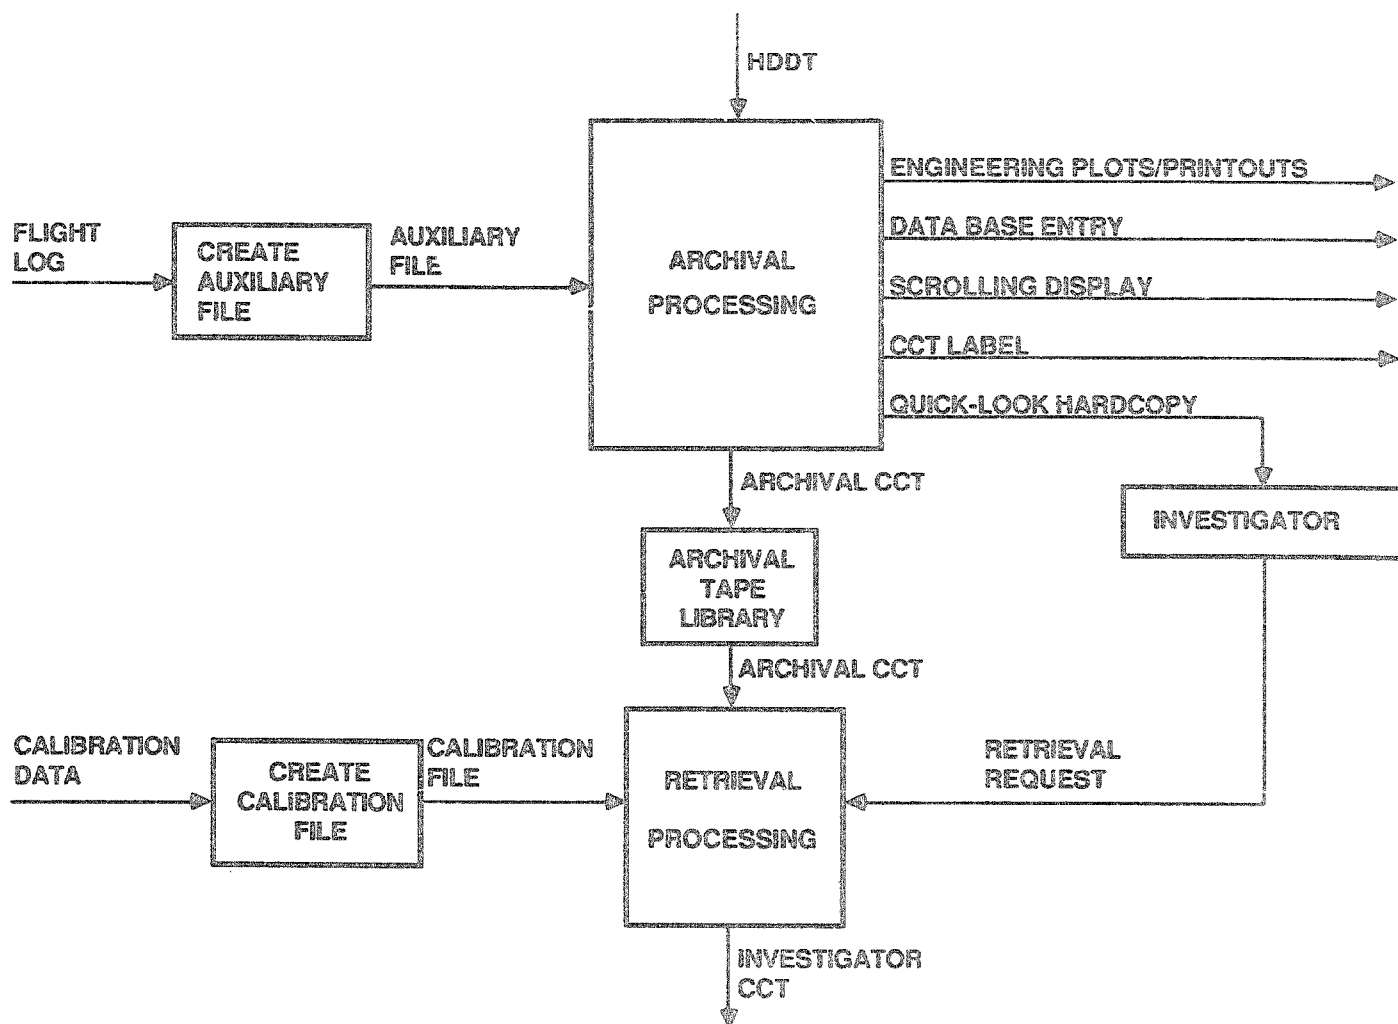 HDDT
ENGINEERING PLOTS/PRINTOUTS
DATA BASE ENTRY
SCROLLING DISPLAY
CCT LABEL
QUICK-LOOK HARDCOPY
FLIGHT
LOG
CREATE
AUXILIARY
FILE
AUXILIARY
FILE
ARCHIVAL
PROCESSING
ARCHIVAL CCT
INVESTIGATOR
ARCHIVAL
TAPE
LIBRARY
ARCHIVAL CCT
CALIBRATION
DATA
CREATE
CALIBRATION
FILE
CALIBRATION
FILE
RETRIEVAL
PROCESSING
RETRIEVAL
REQUEST
INVESTIGATOR
CCT